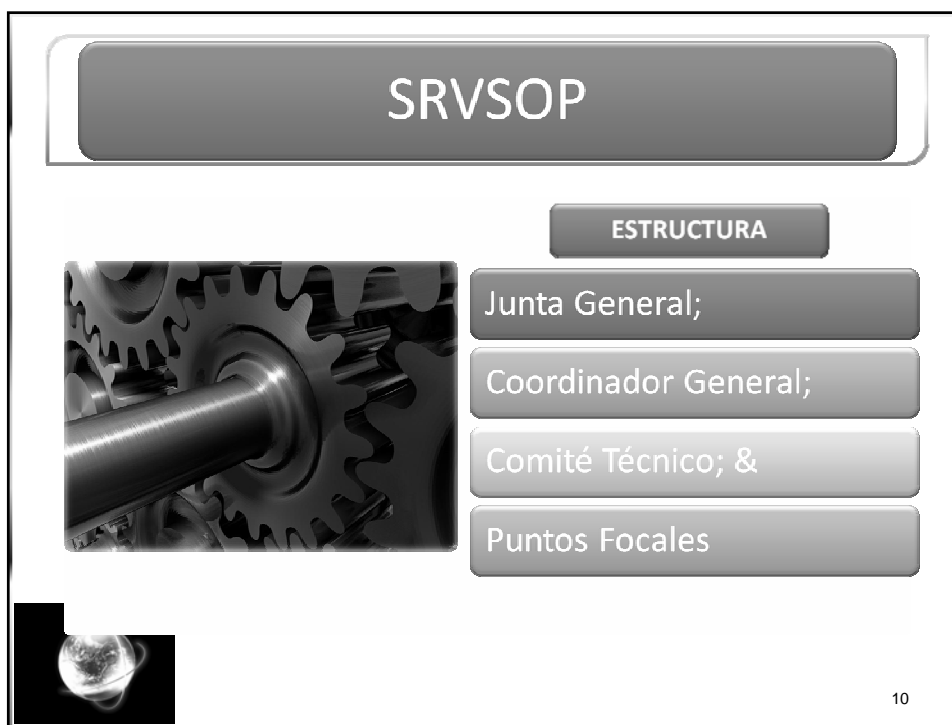 SRVSOP
ESTRUCTURA
Junta General;
Coordinador General;
Comité Técnico; &
Puntos Focales
10